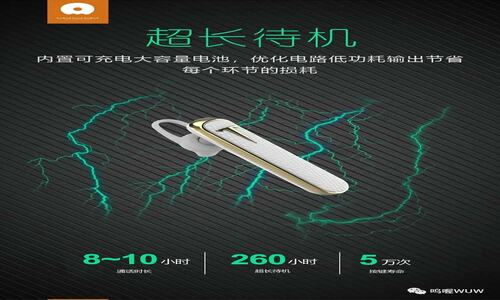 超长待机
内置可充电大容量电池，优化电路低功耗输出节省
每个环节的损耗
8~10小时 260小时 5万次
通话时长 超长待机 按键寿命
鸣喔WUW